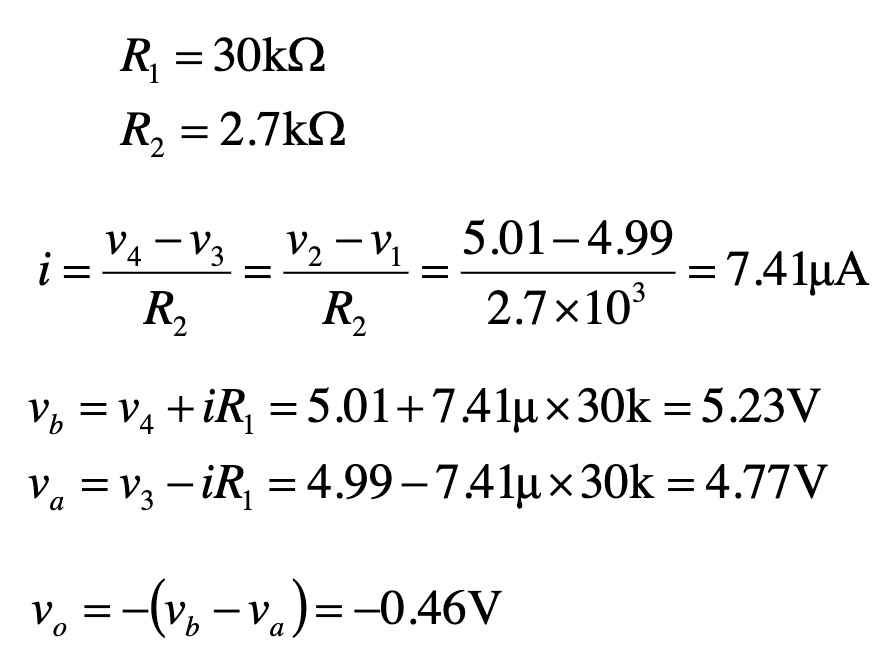 R₁ = 30kΩ
R₂ = 2.7kΩ
i = (v₄ − v₃)/R₂ = (v₂ − v₁)/R₂ = (5.01 − 4.99)/(2.7×10³) = 7.41μA
v_b = v₄ + iR₁ = 5.01 + 7.41μ × 30k = 5.23V
v_a = v₃ − iR₁ = 4.99 − 7.41μ × 30k = 4.77V
v_o = −(v_b − v_a) = −0.46V